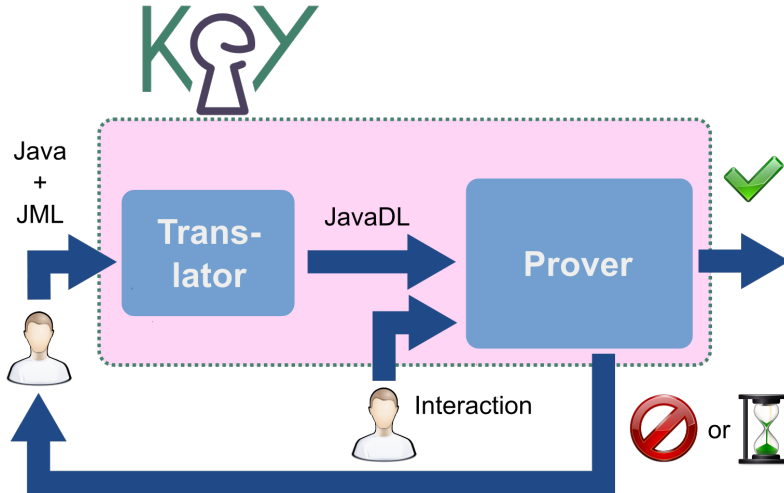 KeY
Java
+
JML
Trans-
lator
JavaDL
Prover
Interaction
or